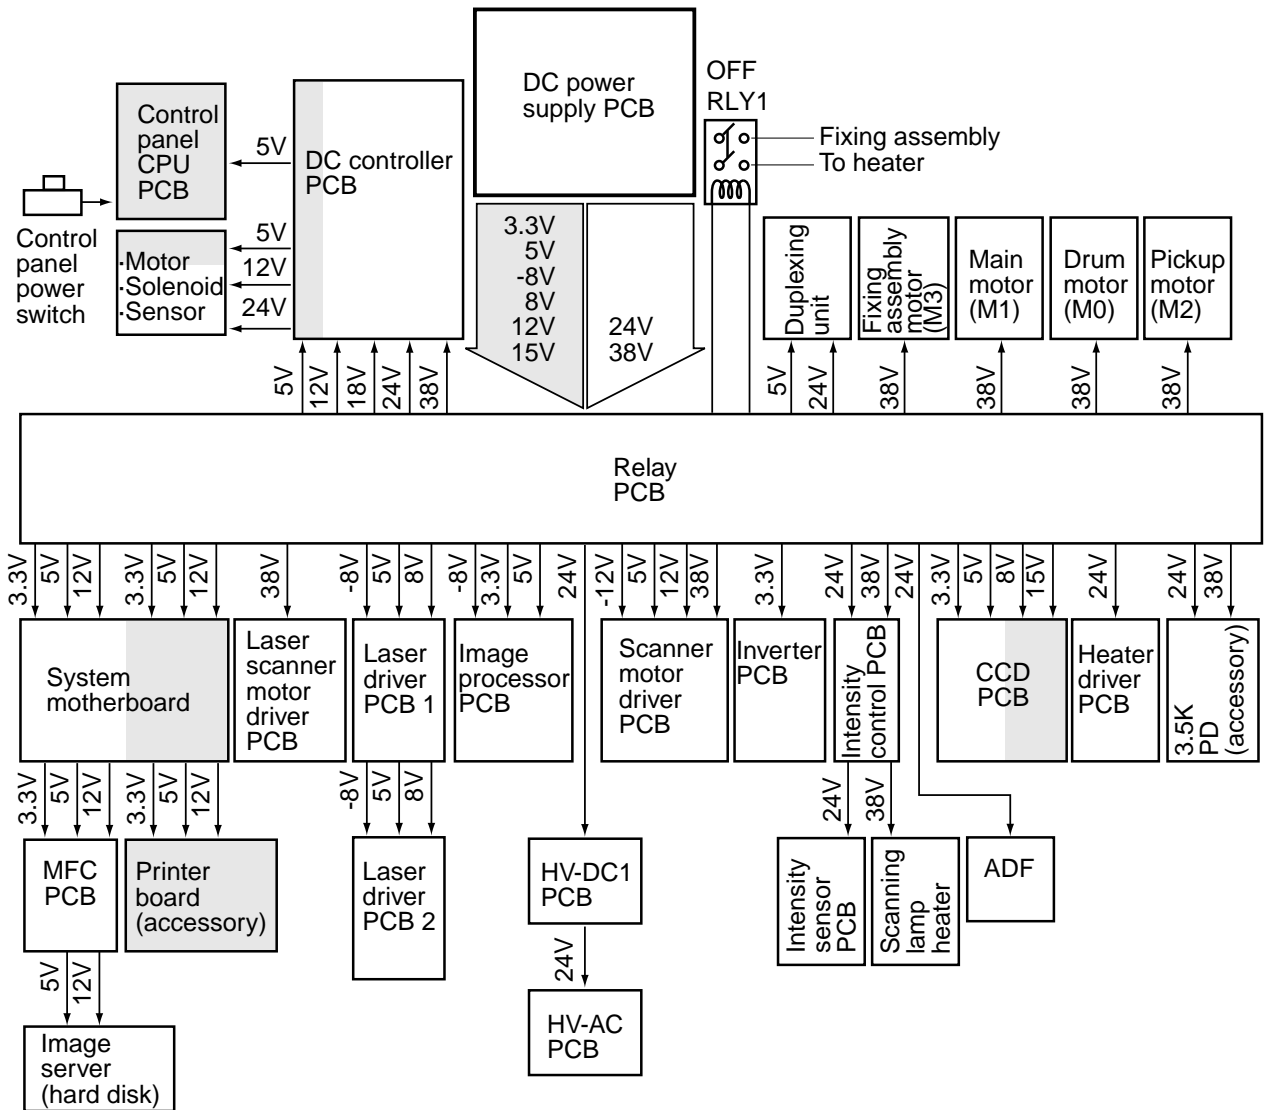 DC power
supply PCB
OFF
RLY1
Fixing assembly
To heater
Control
panel
CPU
PCB
5V
DC controller
PCB
Control
panel
power
switch
·Motor
·Solenoid
·Sensor
5V
12V
24V
3.3V
5V
-8V
8V
12V
15V
24V
38V
Duplexing
unit
Fixing
assembly
motor
(M3)
Main
motor
(M1)
Drum
motor
(M0)
Pickup
motor
(M2)
5V
12V
18V
24V
38V
5V
24V
38V
38V
38V
38V
Relay
PCB
3.3V
5V
12V
3.3V
5V
12V
38V
-8V
5V
8V
-8V
3.3V
5V
24V
-12V
5V
12V
38V
3.3V
24V
38V
24V
3.3V
5V
8V
15V
24V
24V
38V
System
motherboard
Laser
scanner
motor
driver
PCB
Laser
driver
PCB 1
Image
processor
PCB
Scanner
motor
driver
PCB
Inverter
PCB
Intensity
control PCB
CCD
PCB
Heater
driver
PCB
3.5K
PD
(accessory)
3.3V
5V
12V
3.3V
5V
12V
-8V
5V
8V
24V
38V
MFC
PCB
Printer
board
(accessory)
Laser
driver
PCB 2
HV-DC1
PCB
Intensity
sensor
PCB
Scanning
lamp
heater
ADF
5V
12V
24V
Image
server
(hard disk)
HV-AC
PCB